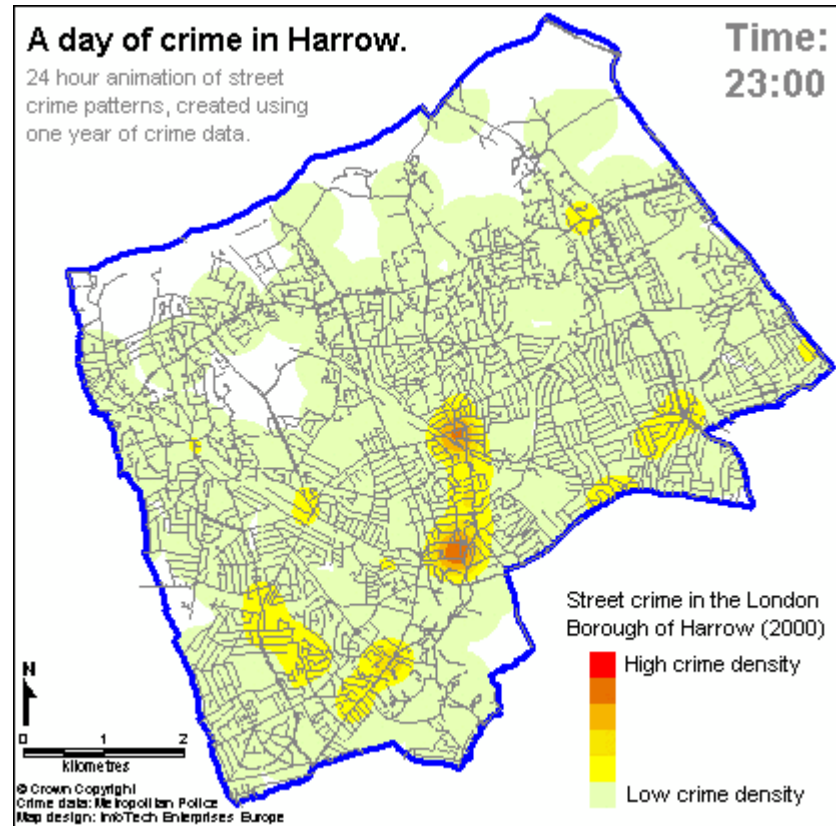 A day of crime in Harrow.
24 hour animation of street
crime patterns, created using
one year of crime data.
Time:
23:00
Street crime in the London
Borough of Harrow (2000)
High crime density
Low crime density
N
0 1 2
kilometres
© Crown Copyright
Crime data: Metropolitan Police
Map design: InfoTech Enterprises Europe